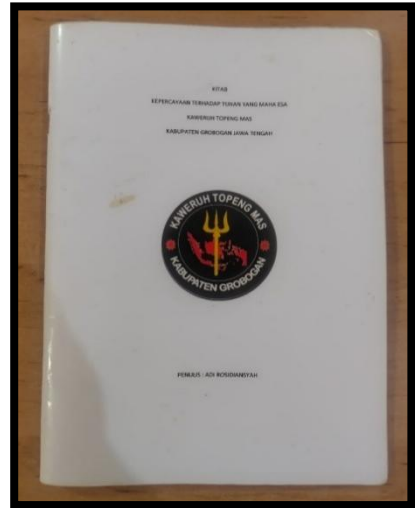 KITAB
KEPERCAYAAN TERHADAP TUHAN YANG MAHA ESA
KAWERUH TOPENG MAS
KABUPATEN GROBOGAN JAWA TENGAH
KAWERUH TOPENG MAS
KABUPATEN GROBOGAN
PENULIS : ADI ROSIDIANSYAH